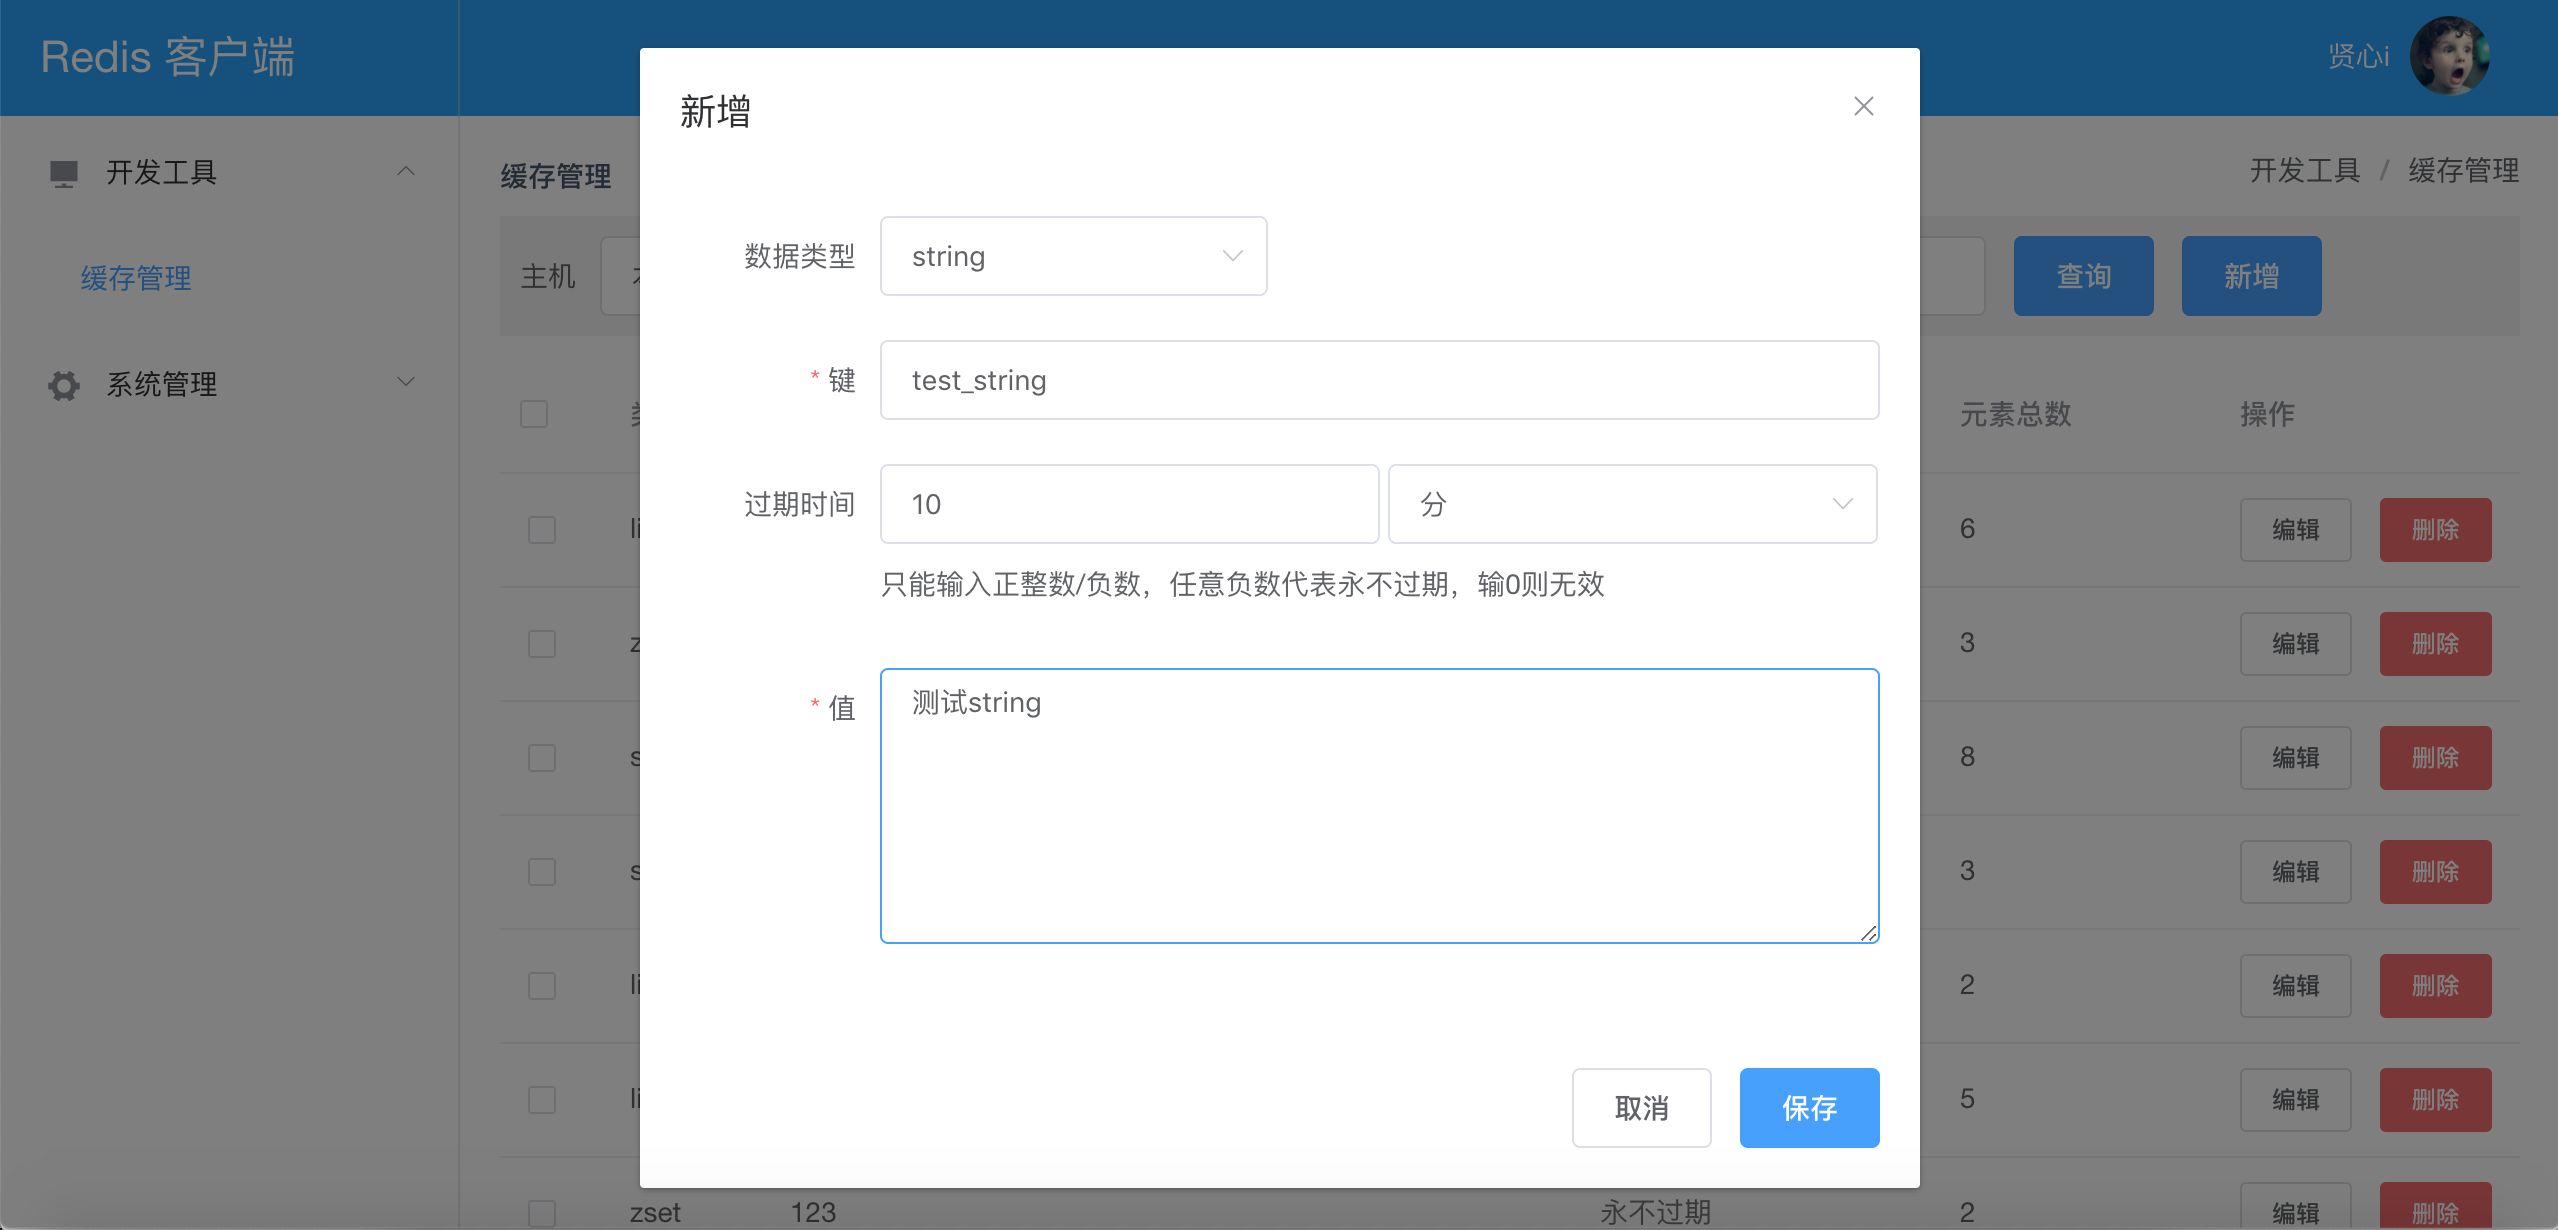 Redis 客户端
贤心i
开发工具
缓存管理
系统管理
缓存管理
开发工具 / 缓存管理
主机
查询
新增
元素总数
操作
6
编辑
删除
3
编辑
删除
8
编辑
删除
3
编辑
删除
2
编辑
删除
5
编辑
删除
zset
123
永不过期
2
编辑
删除
新增
数据类型
string
* 键
test_string
过期时间
10
分
只能输入正整数/负数，任意负数代表永不过期，输0则无效
* 值
测试string
取消
保存